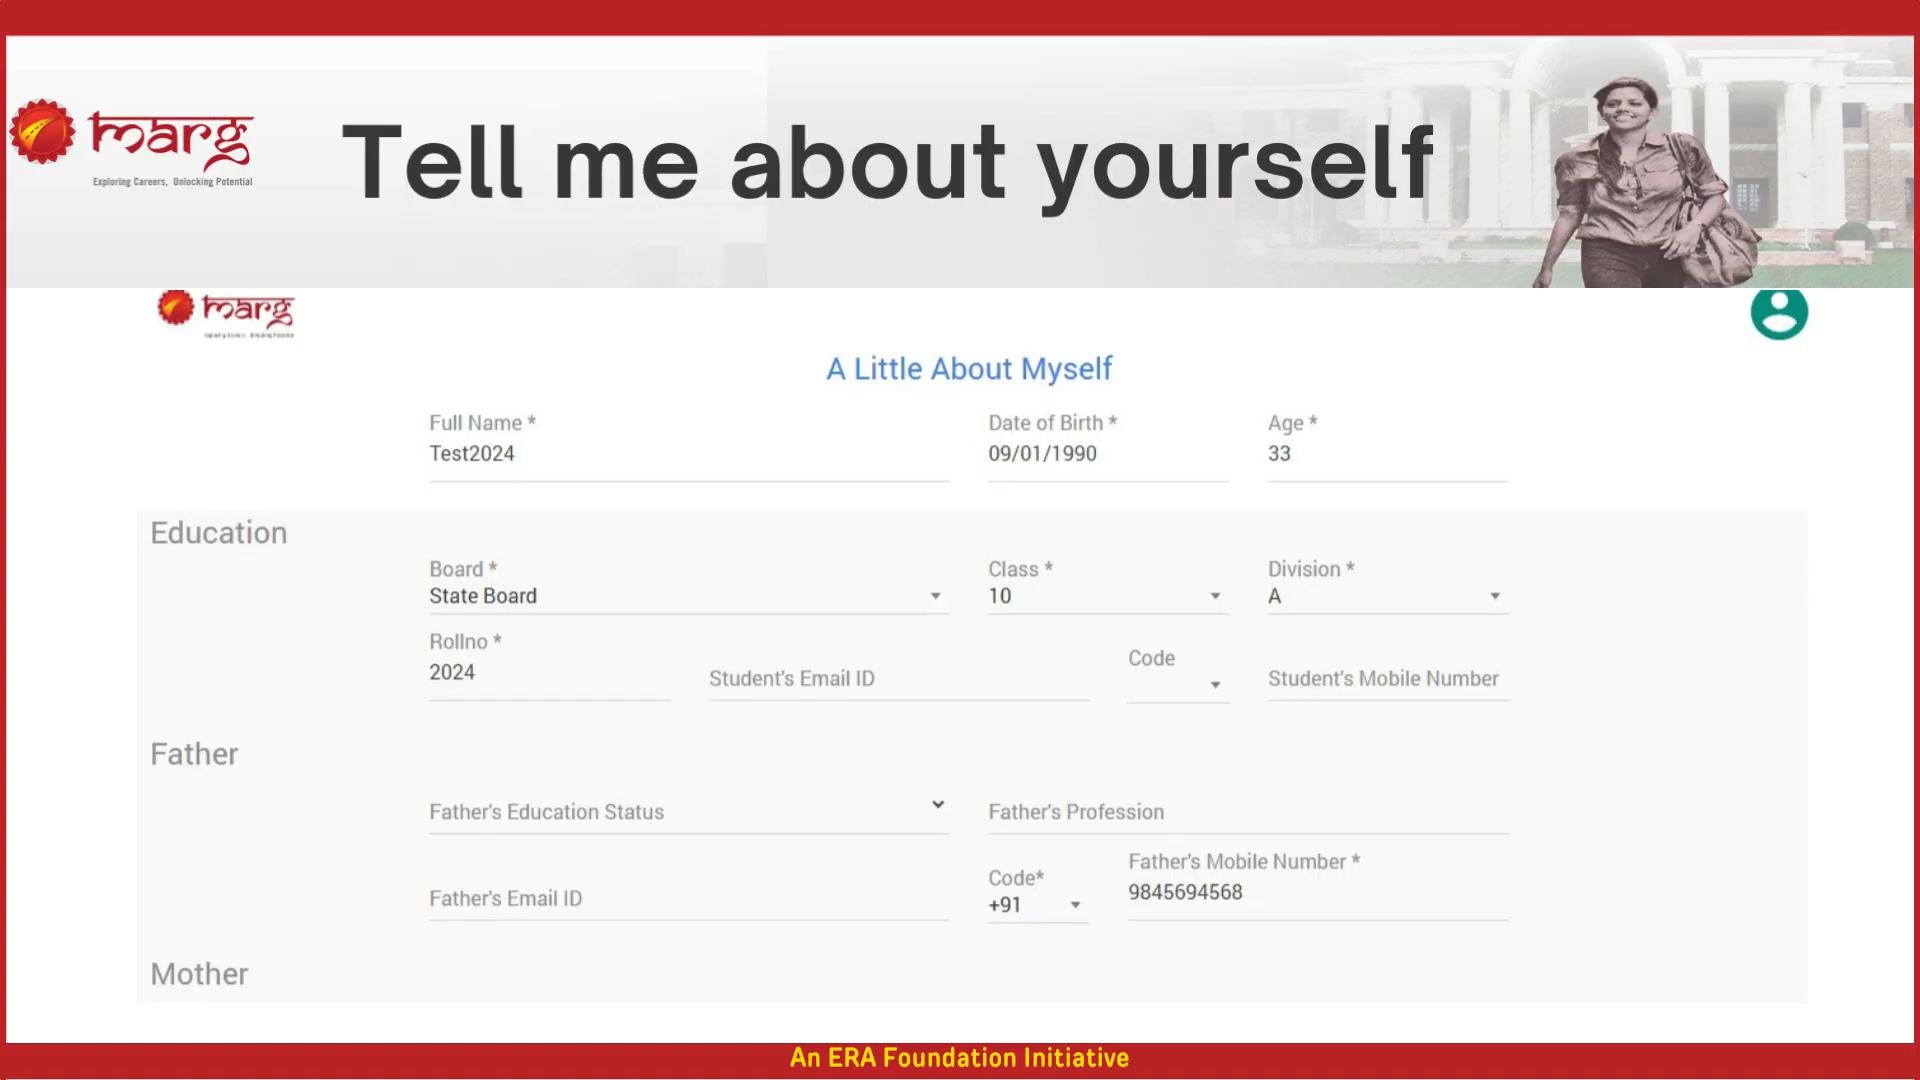 marg
Exploring Careers, Unlocking Potential
Tell me about yourself
marg
A Little About Myself
Full Name *
Date of Birth *
Age *
Test2024
09/01/1990
33
Education
Board *
Class *
Division *
State Board
10
A
Rollno *
2024
Student's Email ID
Code
Student's Mobile Number
Father
Father's Education Status
Father's Profession
Father's Email ID
Code*
+91
Father's Mobile Number *
9845694568
Mother
An ERA Foundation Initiative